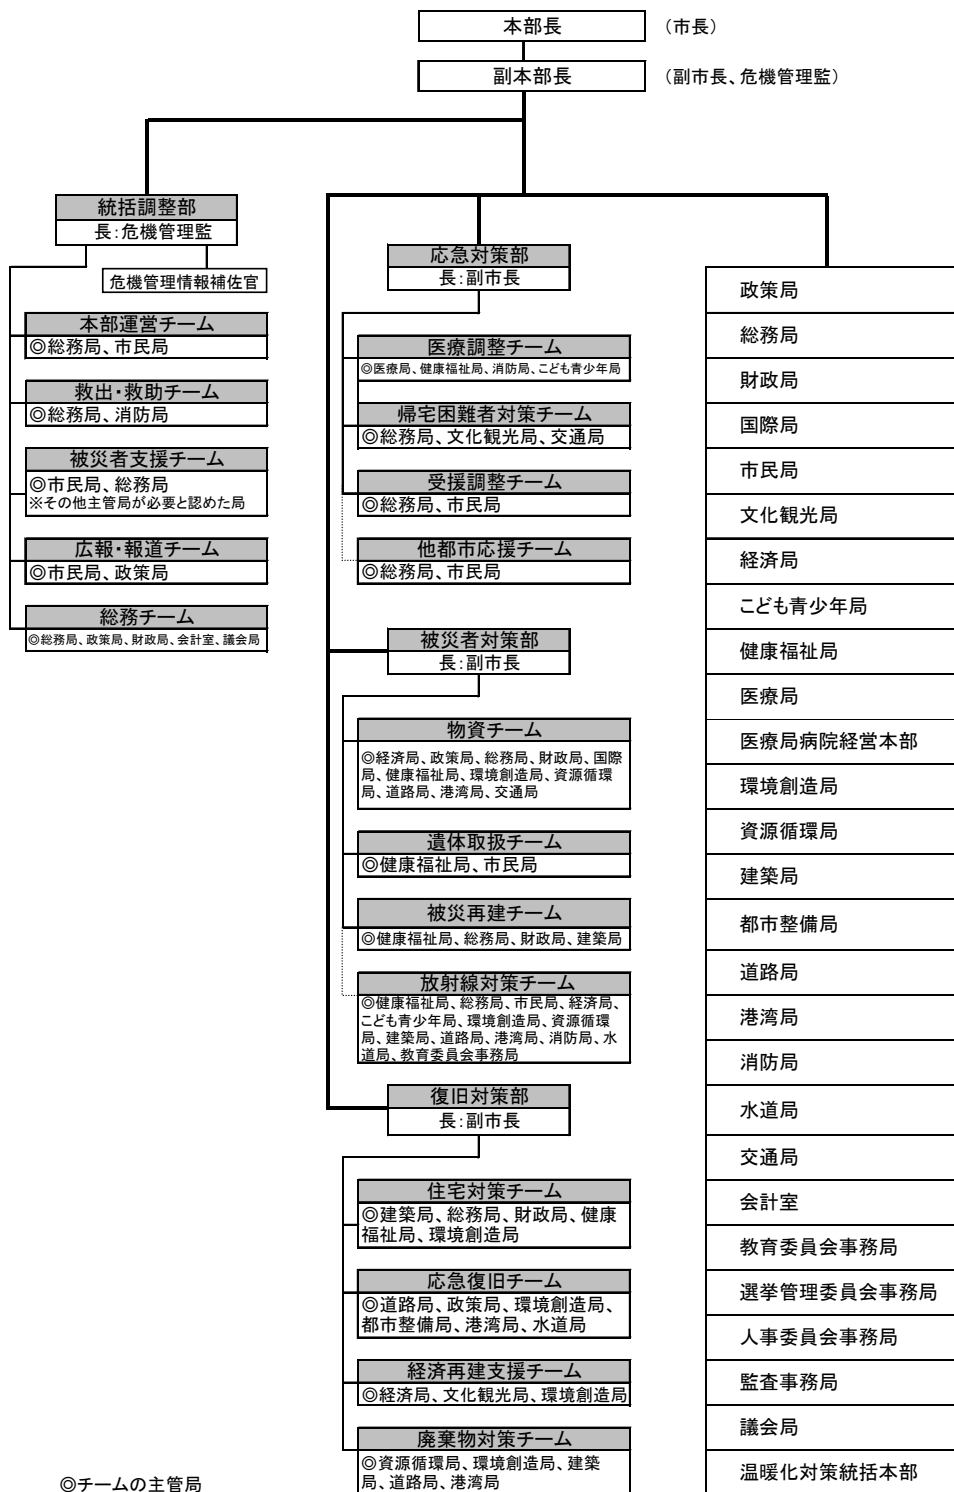 本部長
（市長）
副本部長
（副市長、危機管理監）
統括調整部
長：危機管理監
危機管理情報補佐官
本部運営チーム
◎総務局、市民局
救出・救助チーム
◎総務局、消防局
被災者支援チーム
◎市民局、総務局
※その他主管局が必要と認めた局
広報・報道チーム
◎市民局、政策局
総務チーム
◎総務局、政策局、財政局、会計室、議会局
応急対策部
長：副市長
医療調整チーム
◎医療局、健康福祉局、消防局、こども青少年局
帰宅困難者対策チーム
◎総務局、文化観光局、交通局
受援調整チーム
◎総務局、市民局
他都市応援チーム
◎総務局、市民局
被災者対策部
長：副市長
物資チーム
◎経済局、政策局、総務局、財政局、国際
局、健康福祉局、環境創造局、資源循環
局、道路局、港湾局、交通局
遺体取扱チーム
◎健康福祉局、市民局
被災再建チーム
◎健康福祉局、総務局、財政局、建築局
放射線対策チーム
◎健康福祉局、総務局、市民局、経済局、
こども青少年局、環境創造局、資源循環
局、建築局、道路局、港湾局、消防局、水
道局、教育委員会事務局
復旧対策部
長：副市長
住宅対策チーム
◎建築局、総務局、財政局、健康
福祉局、環境創造局
応急復旧チーム
◎道路局、政策局、環境創造局、
都市整備局、港湾局、水道局
経済再建支援チーム
◎経済局、文化観光局、環境創造局
廃棄物対策チーム
◎資源循環局、環境創造局、建築
局、道路局、港湾局
政策局
総務局
財政局
国際局
市民局
文化観光局
経済局
こども青少年局
健康福祉局
医療局
医療局病院経営本部
環境創造局
資源循環局
建築局
都市整備局
道路局
港湾局
消防局
水道局
交通局
会計室
教育委員会事務局
選挙管理委員会事務局
人事委員会事務局
監査事務局
議会局
温暖化対策統括本部
◎チームの主管局